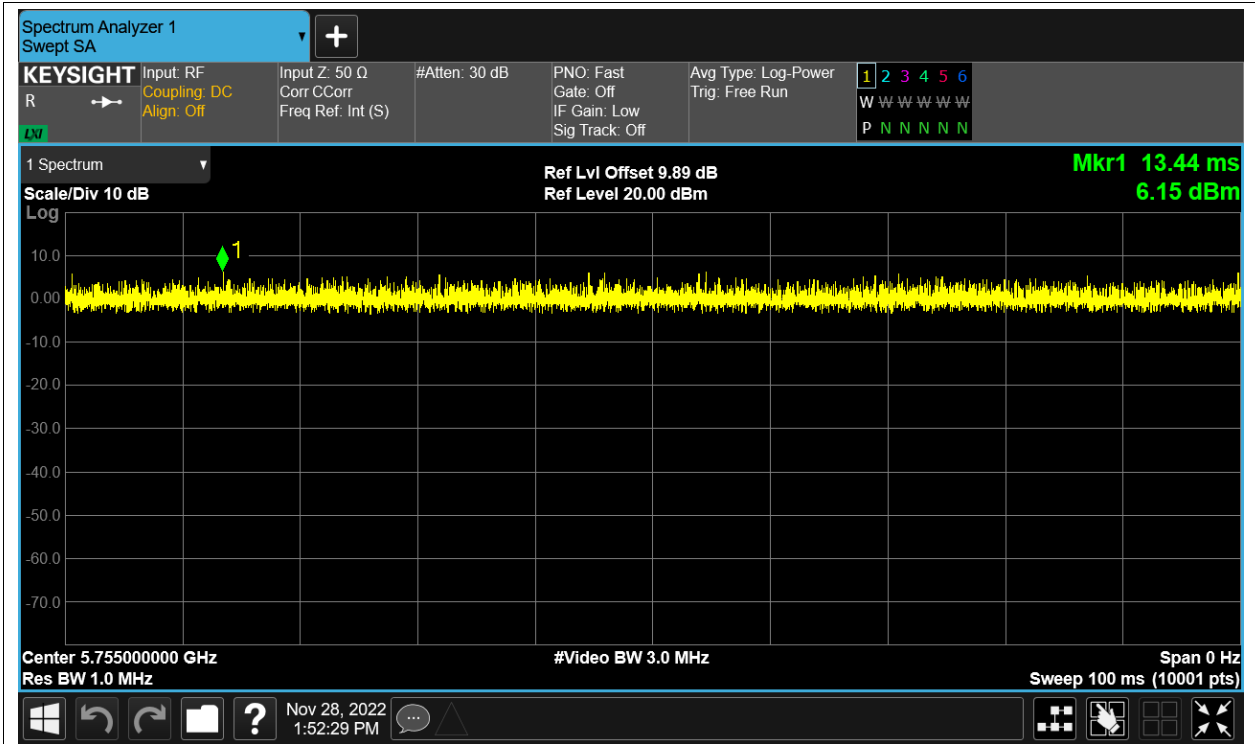 Spectrum Analyzer 1
Swept SA
KEYSIGHT
R
LXI
Input: RF
Coupling: DC
Align: Off
Input Z: 50 Ω
Corr CCorr
Freq Ref: Int (S)
#Atten: 30 dB
PNO: Fast
Gate: Off
IF Gain: Low
Sig Track: Off
Avg Type: Log-Power
Trig: Free Run
1 2 3 4 5 6
W W W W W W
P N N N N N
1 Spectrum
Scale/Div 10 dB
Log
Ref Lvl Offset 9.89 dB
Ref Level 20.00 dBm
Mkr1 13.44 ms
6.15 dBm
1
10.0
0.00
-10.0
-20.0
-30.0
-40.0
-50.0
-60.0
-70.0
Center 5.755000000 GHz
Res BW 1.0 MHz
#Video BW 3.0 MHz
Span 0 Hz
Sweep 100 ms (10001 pts)
?
Nov 28, 2022
1:52:29 PM